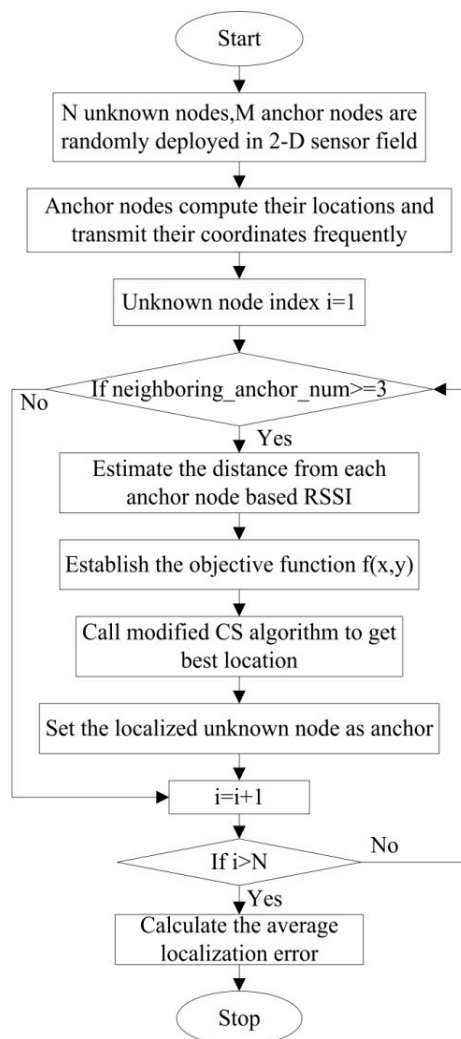 Start
N unknown nodes,M anchor nodes are
randomly deployed in 2-D sensor field
Anchor nodes compute their locations and
transmit their coordinates frequently
Unknown node index i=1
If neighboring_anchor_num>=3
No
Yes
Estimate the distance from each
anchor node based RSSI
Establish the objective function f(x,y)
Call modified CS algorithm to get
best location
Set the localized unknown node as anchor
i=i+1
If i>N
No
Yes
Calculate the average
localization error
Stop